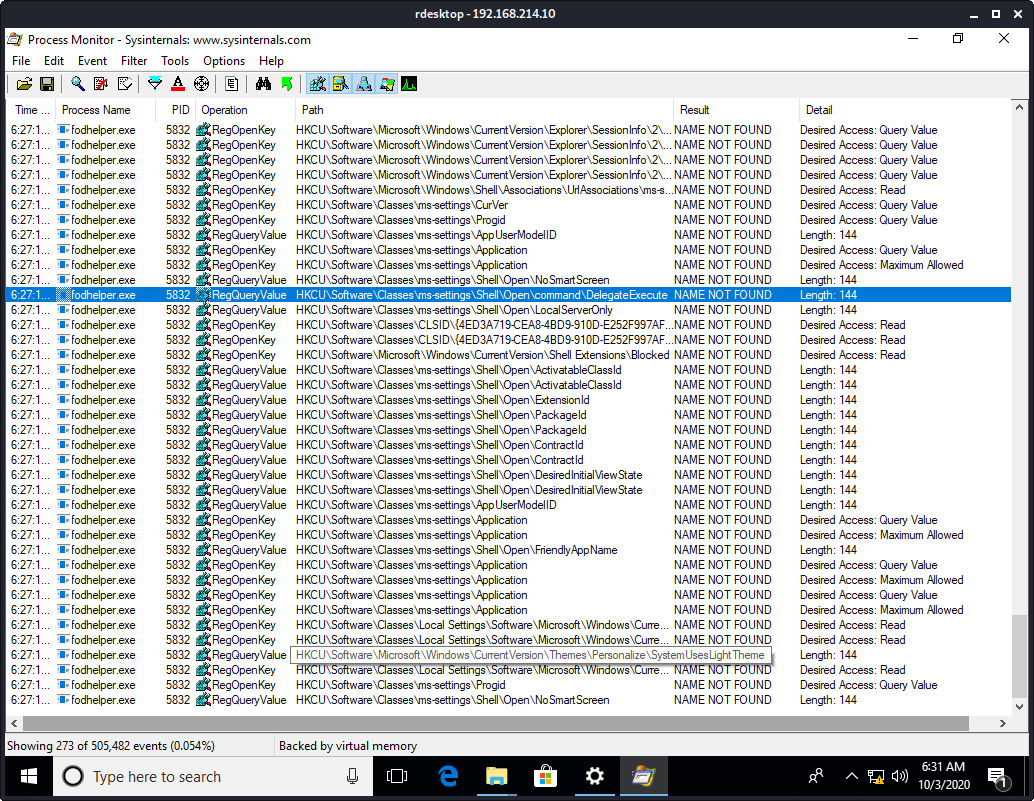 rdesktop - 192.168.214.10
Process Monitor - Sysinternals: www.sysinternals.com
File Edit Event Filter Tools Options Help
Time ... Process Name PID Operation Path Result Detail
6:27:1... fodhelper.exe 5832 RegOpenKey HKCU\Software\Microsoft\Windows\CurrentVersion\Explorer\SessionInfo\2\... NAME NOT FOUND Desired Access: Query Value
6:27:1... fodhelper.exe 5832 RegOpenKey HKCU\Software\Microsoft\Windows\CurrentVersion\Explorer\SessionInfo\2\... NAME NOT FOUND Desired Access: Query Value
6:27:1... fodhelper.exe 5832 RegOpenKey HKCU\Software\Microsoft\Windows\CurrentVersion\Explorer\SessionInfo\2\... NAME NOT FOUND Desired Access: Query Value
6:27:1... fodhelper.exe 5832 RegOpenKey HKCU\Software\Microsoft\Windows\CurrentVersion\Explorer\SessionInfo\2\... NAME NOT FOUND Desired Access: Query Value
6:27:1... fodhelper.exe 5832 RegOpenKey HKCU\Software\Microsoft\Windows\Shell\Associations\UrlAssociations\ms-s... NAME NOT FOUND Desired Access: Read
6:27:1... fodhelper.exe 5832 RegOpenKey HKCU\Software\Classes\ms-settings\CurVer NAME NOT FOUND Desired Access: Query Value
6:27:1... fodhelper.exe 5832 RegOpenKey HKCU\Software\Classes\ms-settings\Progid NAME NOT FOUND Desired Access: Query Value
6:27:1... fodhelper.exe 5832 RegQueryValue HKCU\Software\Classes\ms-settings\AppUserModelID NAME NOT FOUND Length: 144
6:27:1... fodhelper.exe 5832 RegOpenKey HKCU\Software\Classes\ms-settings\Application NAME NOT FOUND Desired Access: Query Value
6:27:1... fodhelper.exe 5832 RegOpenKey HKCU\Software\Classes\ms-settings\Application NAME NOT FOUND Desired Access: Maximum Allowed
6:27:1... fodhelper.exe 5832 RegQueryValue HKCU\Software\Classes\ms-settings\Shell\Open\NoSmartScreen NAME NOT FOUND Length: 144
6:27:1... fodhelper.exe 5832 RegQueryValue HKCU\Software\Classes\ms-settings\Shell\Open\command\DelegateExecute NAME NOT FOUND Length: 144
6:27:1... fodhelper.exe 5832 RegQueryValue HKCU\Software\Classes\ms-settings\Shell\Open\LocalServerOnly NAME NOT FOUND Length: 144
6:27:1... fodhelper.exe 5832 RegOpenKey HKCU\Software\Classes\CLSID\{4ED3A719-CEA8-4BD9-910D-E252F997AF... NAME NOT FOUND Desired Access: Read
6:27:1... fodhelper.exe 5832 RegOpenKey HKCU\Software\Classes\CLSID\{4ED3A719-CEA8-4BD9-910D-E252F997AF... NAME NOT FOUND Desired Access: Read
6:27:1... fodhelper.exe 5832 RegOpenKey HKCU\Software\Microsoft\Windows\CurrentVersion\Shell Extensions\Blocked NAME NOT FOUND Desired Access: Read
6:27:1... fodhelper.exe 5832 RegQueryValue HKCU\Software\Classes\ms-settings\Shell\Open\ActivatableClassId NAME NOT FOUND Length: 144
6:27:1... fodhelper.exe 5832 RegQueryValue HKCU\Software\Classes\ms-settings\Shell\Open\ActivatableClassId NAME NOT FOUND Length: 144
6:27:1... fodhelper.exe 5832 RegQueryValue HKCU\Software\Classes\ms-settings\Shell\Open\ExtensionId NAME NOT FOUND Length: 144
6:27:1... fodhelper.exe 5832 RegQueryValue HKCU\Software\Classes\ms-settings\Shell\Open\PackageId NAME NOT FOUND Length: 144
6:27:1... fodhelper.exe 5832 RegQueryValue HKCU\Software\Classes\ms-settings\Shell\Open\PackageId NAME NOT FOUND Length: 144
6:27:1... fodhelper.exe 5832 RegQueryValue HKCU\Software\Classes\ms-settings\Shell\Open\ContractId NAME NOT FOUND Length: 144
6:27:1... fodhelper.exe 5832 RegQueryValue HKCU\Software\Classes\ms-settings\Shell\Open\ContractId NAME NOT FOUND Length: 144
6:27:1... fodhelper.exe 5832 RegQueryValue HKCU\Software\Classes\ms-settings\Shell\Open\DesiredInitialViewState NAME NOT FOUND Length: 144
6:27:1... fodhelper.exe 5832 RegQueryValue HKCU\Software\Classes\ms-settings\Shell\Open\DesiredInitialViewState NAME NOT FOUND Length: 144
6:27:1... fodhelper.exe 5832 RegQueryValue HKCU\Software\Classes\ms-settings\AppUserModelID NAME NOT FOUND Length: 144
6:27:1... fodhelper.exe 5832 RegOpenKey HKCU\Software\Classes\ms-settings\Application NAME NOT FOUND Desired Access: Query Value
6:27:1... fodhelper.exe 5832 RegOpenKey HKCU\Software\Classes\ms-settings\Application NAME NOT FOUND Desired Access: Maximum Allowed
6:27:1... fodhelper.exe 5832 RegQueryValue HKCU\Software\Classes\ms-settings\Shell\Open\FriendlyAppName NAME NOT FOUND Length: 144
6:27:1... fodhelper.exe 5832 RegOpenKey HKCU\Software\Classes\ms-settings\Application NAME NOT FOUND Desired Access: Query Value
6:27:1... fodhelper.exe 5832 RegOpenKey HKCU\Software\Classes\ms-settings\Application NAME NOT FOUND Desired Access: Maximum Allowed
6:27:1... fodhelper.exe 5832 RegOpenKey HKCU\Software\Classes\ms-settings\Application NAME NOT FOUND Desired Access: Query Value
6:27:1... fodhelper.exe 5832 RegOpenKey HKCU\Software\Classes\ms-settings\Application NAME NOT FOUND Desired Access: Maximum Allowed
6:27:1... fodhelper.exe 5832 RegOpenKey HKCU\Software\Classes\Local Settings\Software\Microsoft\Windows\Curre... NAME NOT FOUND Desired Access: Read
6:27:1... fodhelper.exe 5832 RegOpenKey HKCU\Software\Classes\Local Settings\Software\Microsoft\Windows\Curre... NAME NOT FOUND Desired Access: Read
6:27:1... fodhelper.exe 5832 RegQueryValue HKCU\Software\Microsoft\Windows\CurrentVersion\Themes\Personalize\SystemUsesLightTheme Length: 144
6:27:1... fodhelper.exe 5832 RegOpenKey HKCU\Software\Classes\Local Settings\Software\Microsoft\Windows\Curre... NAME NOT FOUND Desired Access: Read
6:27:1... fodhelper.exe 5832 RegOpenKey HKCU\Software\Classes\ms-settings\Progid NAME NOT FOUND Desired Access: Query Value
6:27:1... fodhelper.exe 5832 RegQueryValue HKCU\Software\Classes\ms-settings\Shell\Open\NoSmartScreen NAME NOT FOUND Length: 144
Showing 273 of 505,482 events (0.054%) Backed by virtual memory
Type here to search
6:31 AM
10/3/2020
1